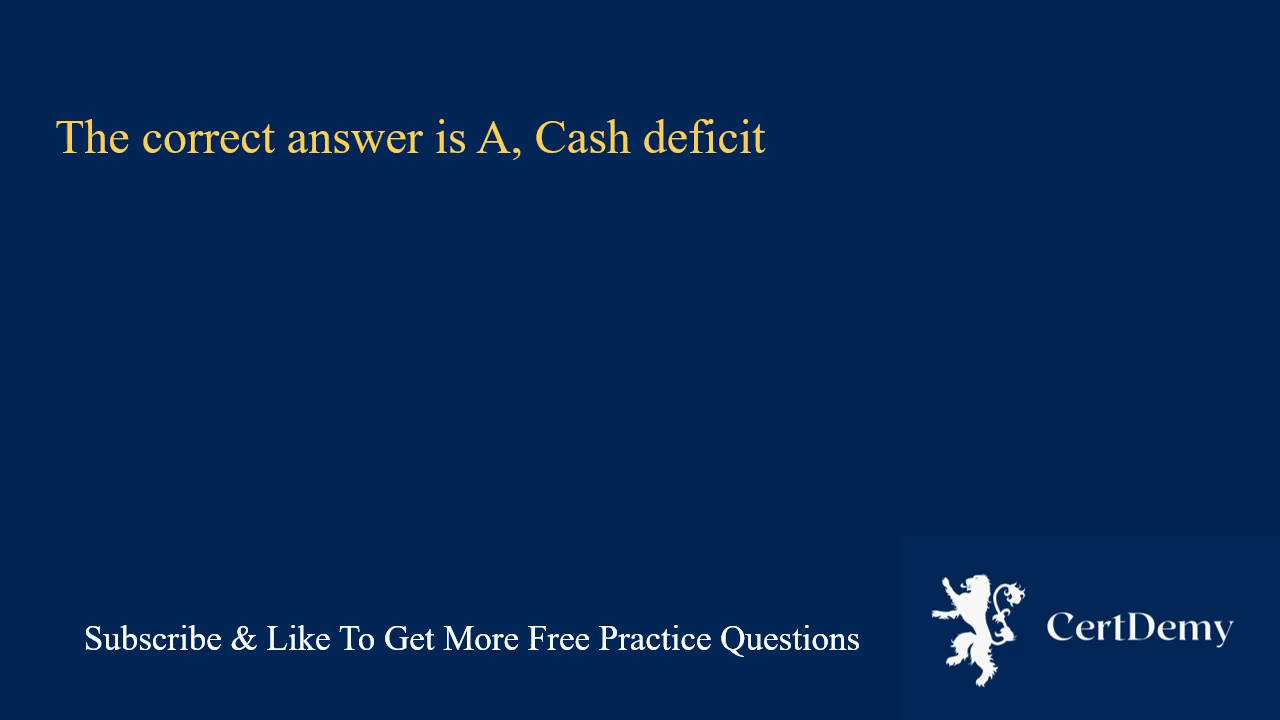 The correct answer is A, Cash deficit
Subscribe & Like To Get More Free Practice Questions
CertDemy